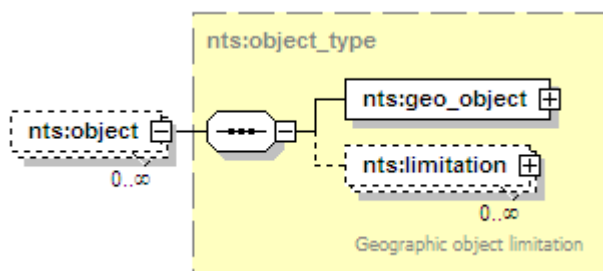 nts:object_type
nts:geo_object
nts:object
0..∞
nts:limitation
0..∞
Geographic object limitation